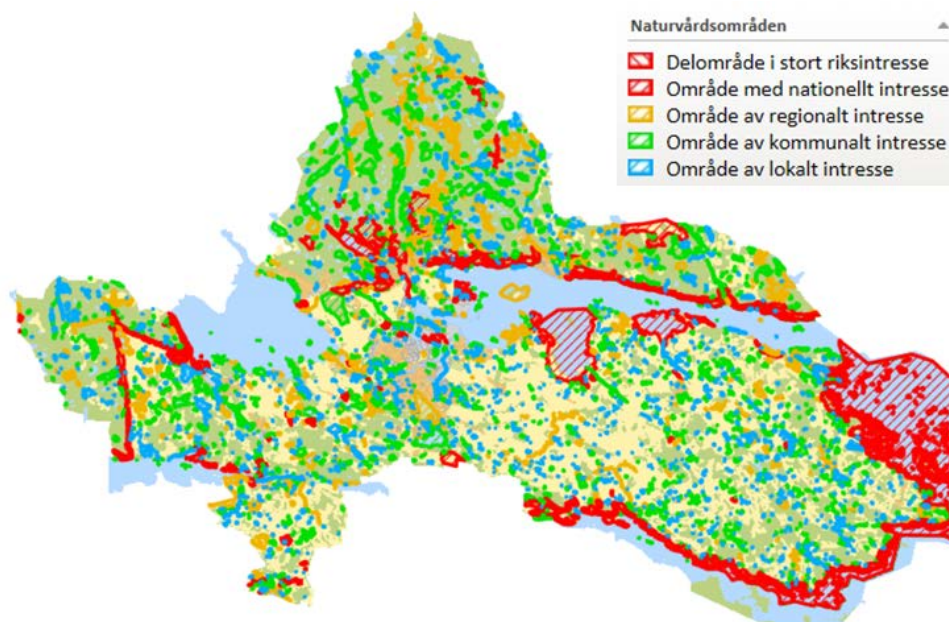 Naturvårdsområden
Delområde i stort riksintresse
Område med nationellt intresse
Område av regionalt intresse
Område av kommunalt intresse
Område av lokalt intresse